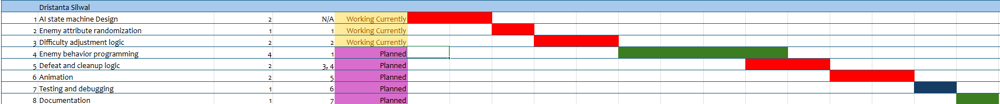 Dristanta Silwal
1 AI state machine Design 2 N/A Working Currently
2 Enemy attribute randomization 1 1 Working Currently
3 Difficulty adjustment logic 2 2 Working Currently
4 Enemy behavior programming 4 1 Planned
5 Defeat and cleanup logic 2 3, 4 Planned
6 Animation 2 5 Planned
7 Testing and debugging 1 6 Planned
8 Documentation 1 7 Planned